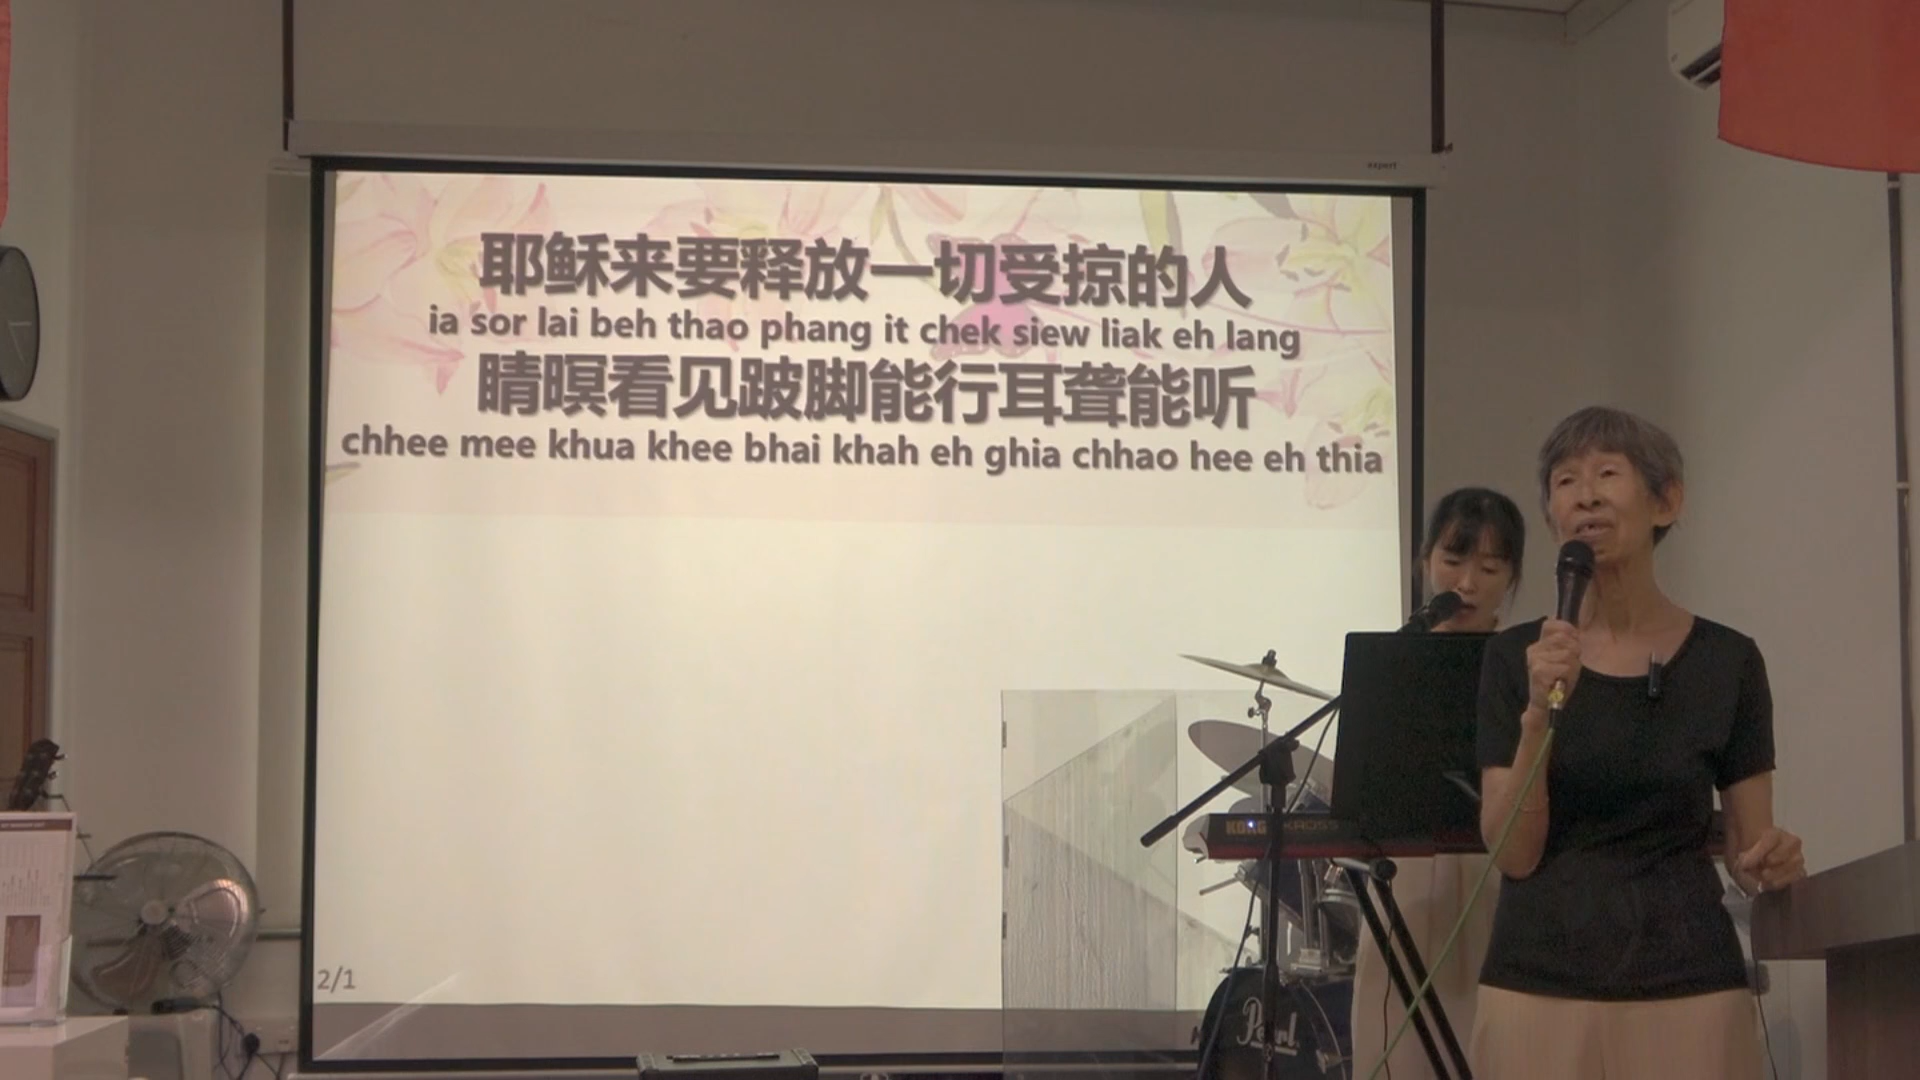 expert
耶稣来要释放一切受掠的人
ia sor lai beh thao phang it chek siew liak eh lang
睛暝看见跛脚能行耳聋能听
chhee mee khua khee bhai khah eh ghia chhao hee eh thia
2/1
KORG KROSS
Pearl